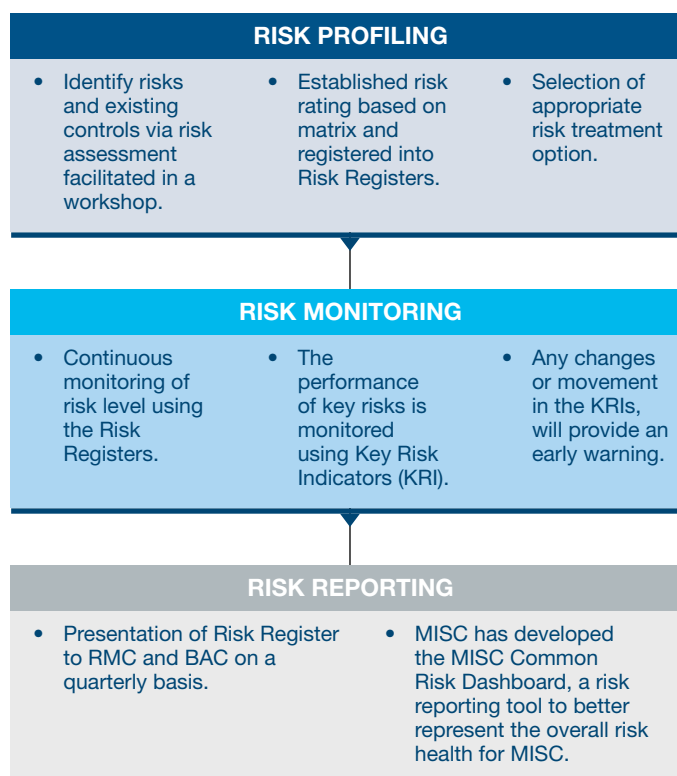 RISK PROFILING
• Identify risks
and existing
controls via risk
assessment
facilitated in a
workshop.
• Established risk
rating based on
matrix and
registered into
Risk Registers.
• Selection of
appropriate
risk treatment
option.
RISK MONITORING
• Continuous
monitoring of
risk level using
the Risk
Registers.
• The
performance
of key risks is
monitored
using Key Risk
Indicators (KRI).
• Any changes
or movement
in the KRIs,
will provide an
early warning.
RISK REPORTING
• Presentation of Risk Register
to RMC and BAC on a
quarterly basis.
• MISC has developed
the MISC Common
Risk Dashboard, a risk
reporting tool to better
represent the overall risk
health for MISC.